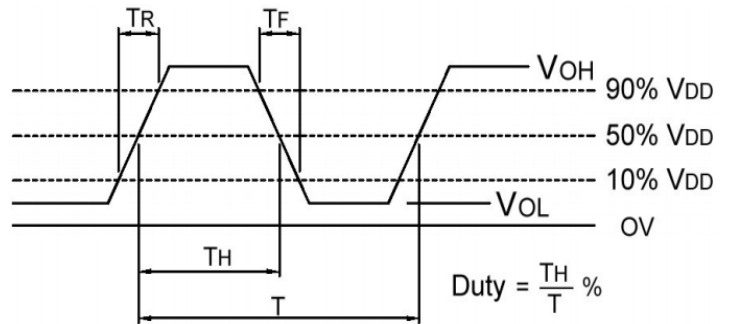 TR
TF
VOH
90% VDD
50% VDD
10% VDD
VOL
OV
TH
Duty = TH/T %
T